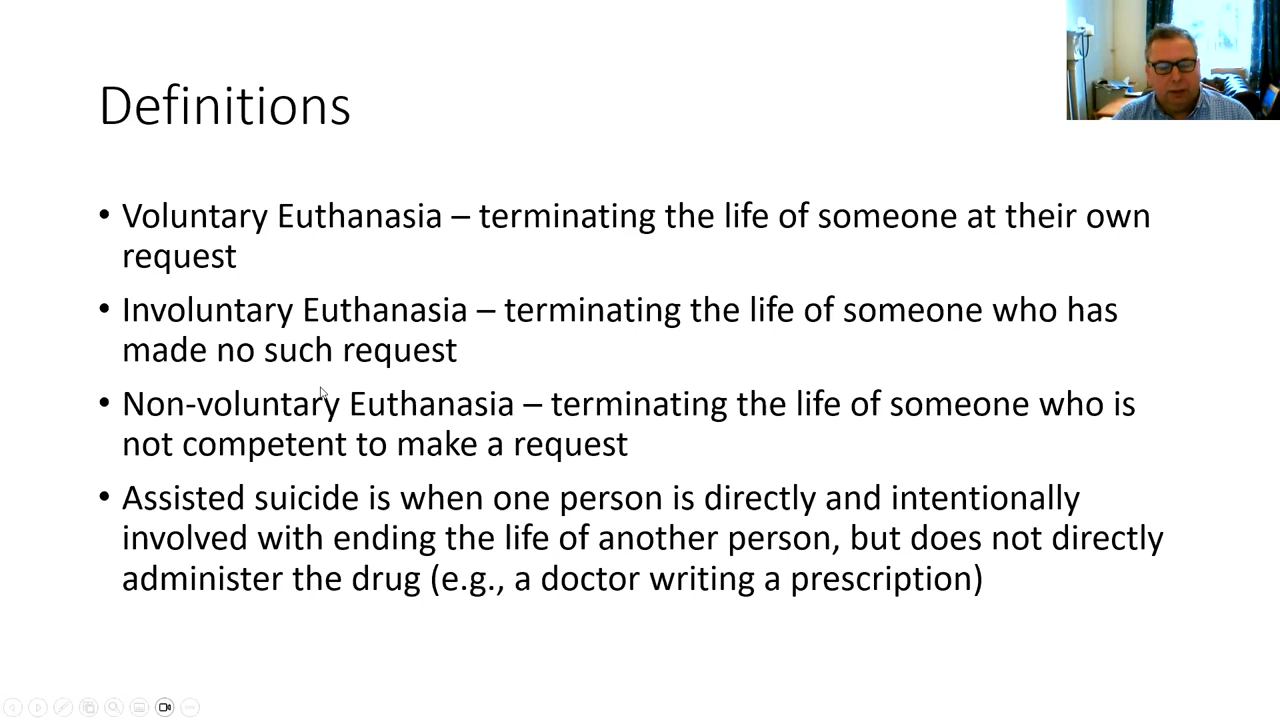 Definitions
• Voluntary Euthanasia – terminating the life of someone at their own
request
• Involuntary Euthanasia – terminating the life of someone who has
made no such request
• Non-voluntary Euthanasia – terminating the life of someone who is
not competent to make a request
• Assisted suicide is when one person is directly and intentionally
involved with ending the life of another person, but does not directly
administer the drug (e.g., a doctor writing a prescription)